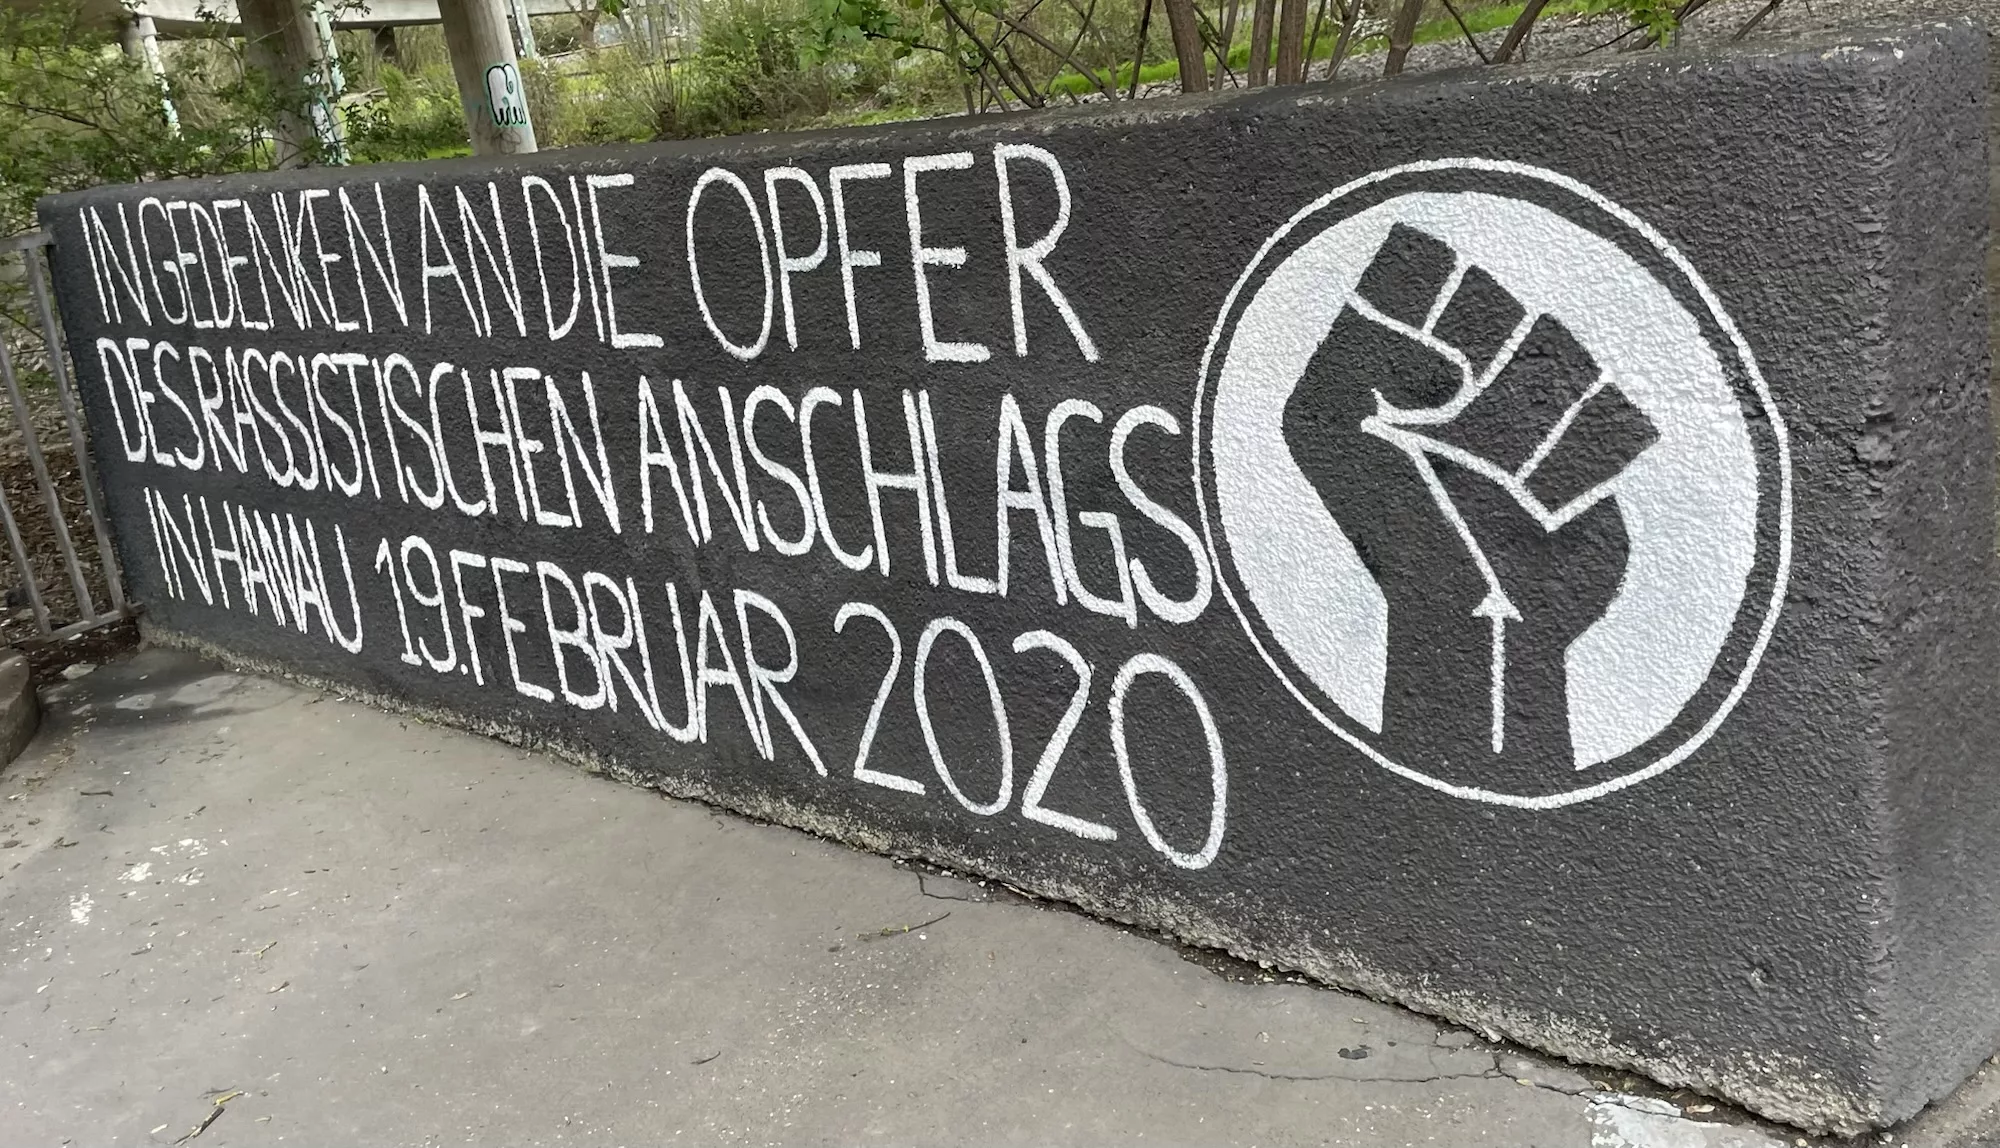 IN GEDENKEN AN DIE OPFER
DES RASSISTISCHEN ANSCHLAGS
IN HANAU 19. FEBRUAR 2020